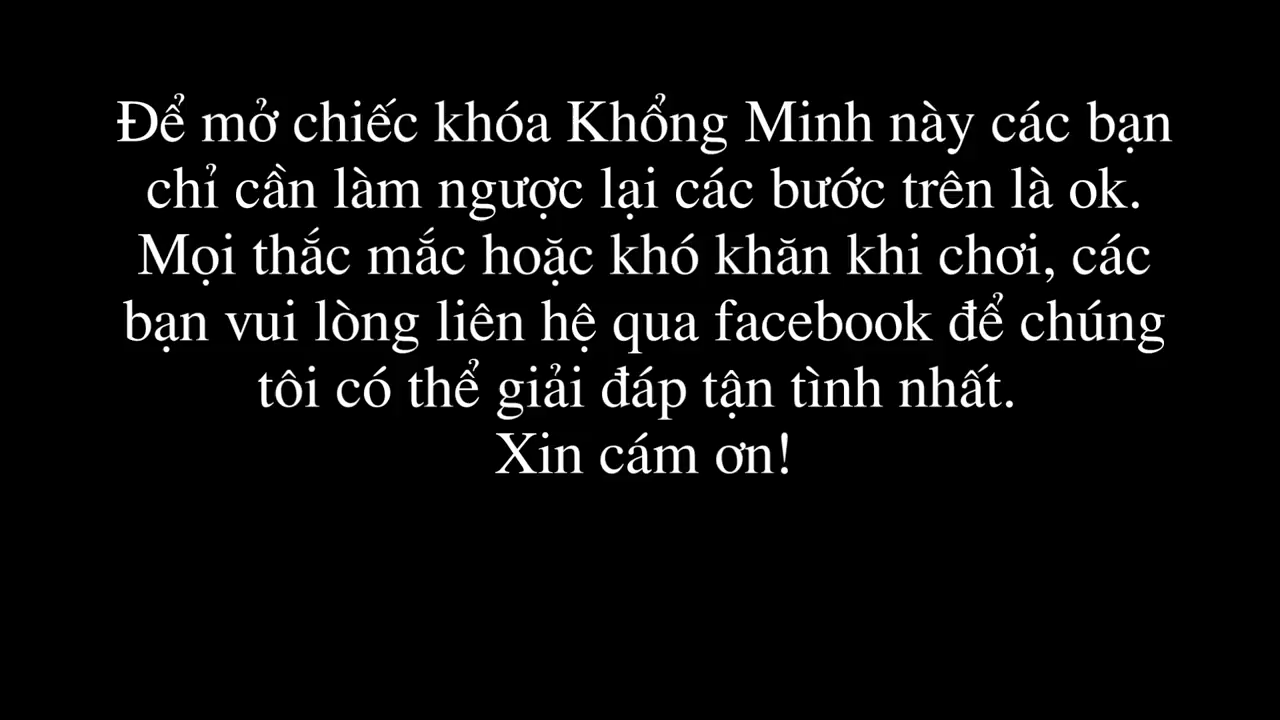 Để mở chiếc khóa Khổng Minh này các bạn
chỉ cần làm ngược lại các bước trên là ok.
Mọi thắc mắc hoặc khó khăn khi chơi, các
bạn vui lòng liên hệ qua facebook để chúng
tôi có thể giải đáp tận tình nhất.
Xin cám ơn!